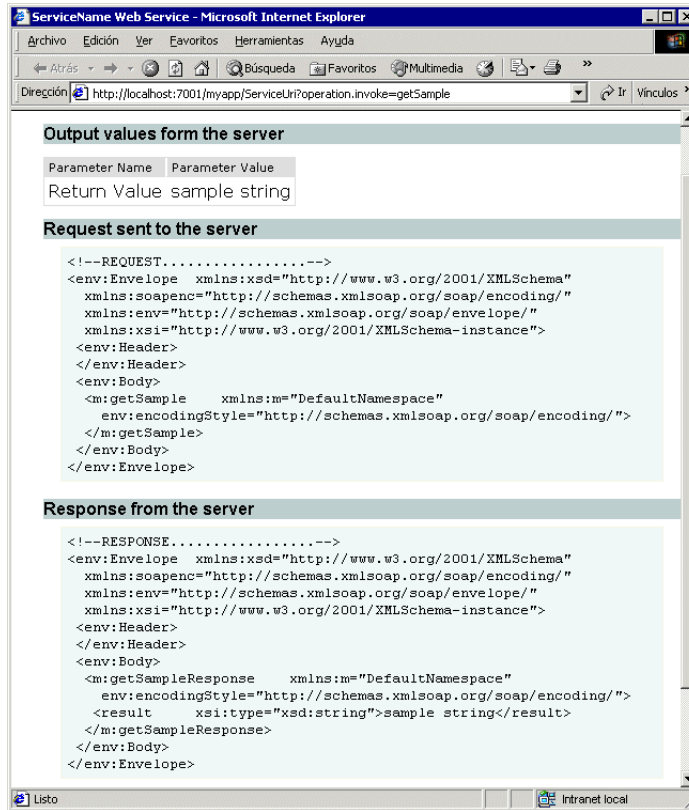 ServiceName Web Service - Microsoft Internet Explorer
Archivo Edición Ver Favoritos Herramientas Ayuda
Atrás Búsqueda Favoritos Multimedia »
Dirección http://localhost:7001/myapp/ServiceUri?operation.invoke=getSample Ir Vínculos »
Output values form the server
Parameter Name Parameter Value
Return Value sample string
Request sent to the server
<!--REQUEST.................-->
<env:Envelope xmlns:xsd="http://www.w3.org/2001/XMLSchema"
xmlns:soapenc="http://schemas.xmlsoap.org/soap/encoding/"
xmlns:env="http://schemas.xmlsoap.org/soap/envelope/"
xmlns:xsi="http://www.w3.org/2001/XMLSchema-instance">
<env:Header>
</env:Header>
<env:Body>
<m:getSample xmlns:m="DefaultNamespace"
env:encodingStyle="http://schemas.xmlsoap.org/soap/encoding/">
</m:getSample>
</env:Body>
</env:Envelope>
Response from the server
<!--RESPONSE.................-->
<env:Envelope xmlns:xsd="http://www.w3.org/2001/XMLSchema"
xmlns:soapenc="http://schemas.xmlsoap.org/soap/encoding/"
xmlns:env="http://schemas.xmlsoap.org/soap/envelope/"
xmlns:xsi="http://www.w3.org/2001/XMLSchema-instance">
<env:Header>
</env:Header>
<env:Body>
<m:getSampleResponse xmlns:m="DefaultNamespace"
env:encodingStyle="http://schemas.xmlsoap.org/soap/encoding/">
<result xsi:type="xsd:string">sample string</result>
</m:getSampleResponse>
</env:Body>
</env:Envelope>
Listo Intranet local